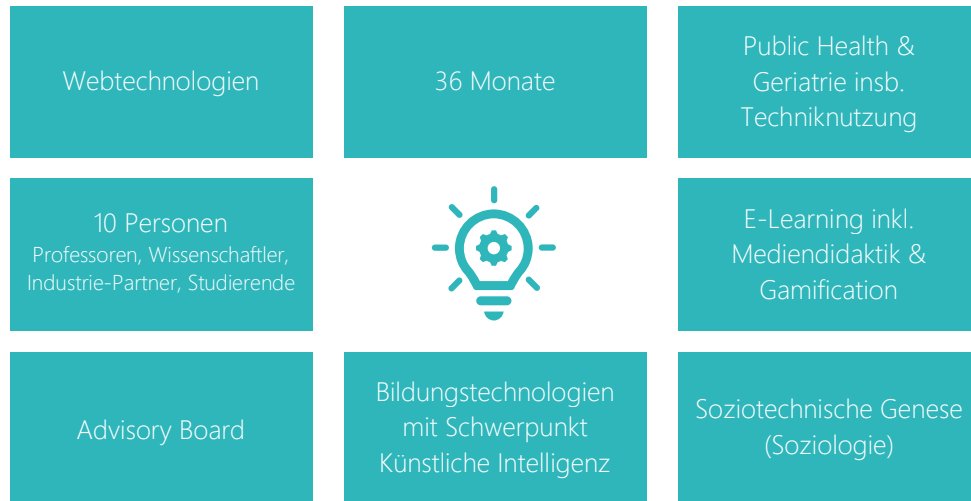 Webtechnologien
36 Monate
Public Health &
Geriatrie insb.
Techniknutzung
10 Personen
Professoren, Wissenschaftler,
Industrie-Partner, Studierende
E-Learning inkl.
Mediendidaktik &
Gamification
Advisory Board
Bildungstechnologien
mit Schwerpunkt
Künstliche Intelligenz
Soziotechnische Genese
(Soziologie)